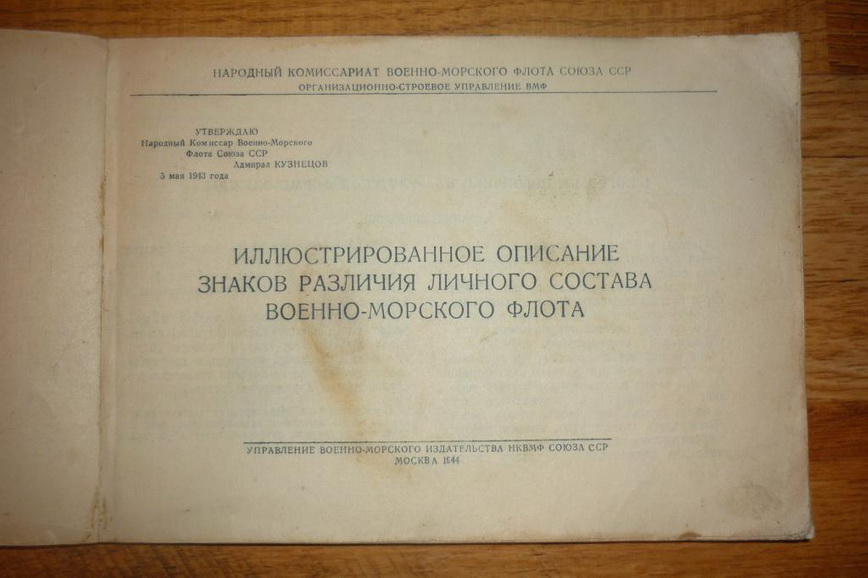 НАРОДНЫЙ КОМИССАРИАТ ВОЕННО-МОРСКОГО ФЛОТА СОЮЗА ССР
ОРГАНИЗАЦИОННО-СТРОЕВОЕ УПРАВЛЕНИЕ ВМФ
УТВЕРЖДАЮ
Народный Комиссар Военно-Морского
Флота Союза ССР
Адмирал КУЗНЕЦОВ
5 мая 1943 года
ИЛЛЮСТРИРОВАННОЕ ОПИСАНИЕ
ЗНАКОВ РАЗЛИЧИЯ ЛИЧНОГО СОСТАВА
ВОЕННО-МОРСКОГО ФЛОТА
УПРАВЛЕНИЕ ВОЕННО-МОРСКОГО ИЗДАТЕЛЬСТВА НКВМФ СОЮЗА ССР
МОСКВА 1944